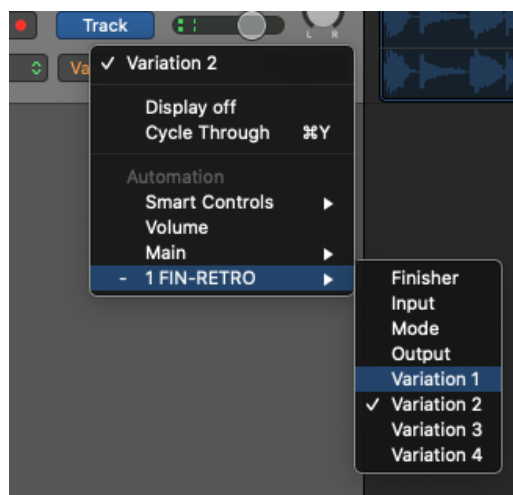 Track
L R
Va
✓ Variation 2
Display off
Cycle Through ⌘Y
Automation
Smart Controls ▶
Volume
Main ▶
- 1 FIN-RETRO ▶
Finisher
Input
Mode
Output
Variation 1
✓ Variation 2
Variation 3
Variation 4